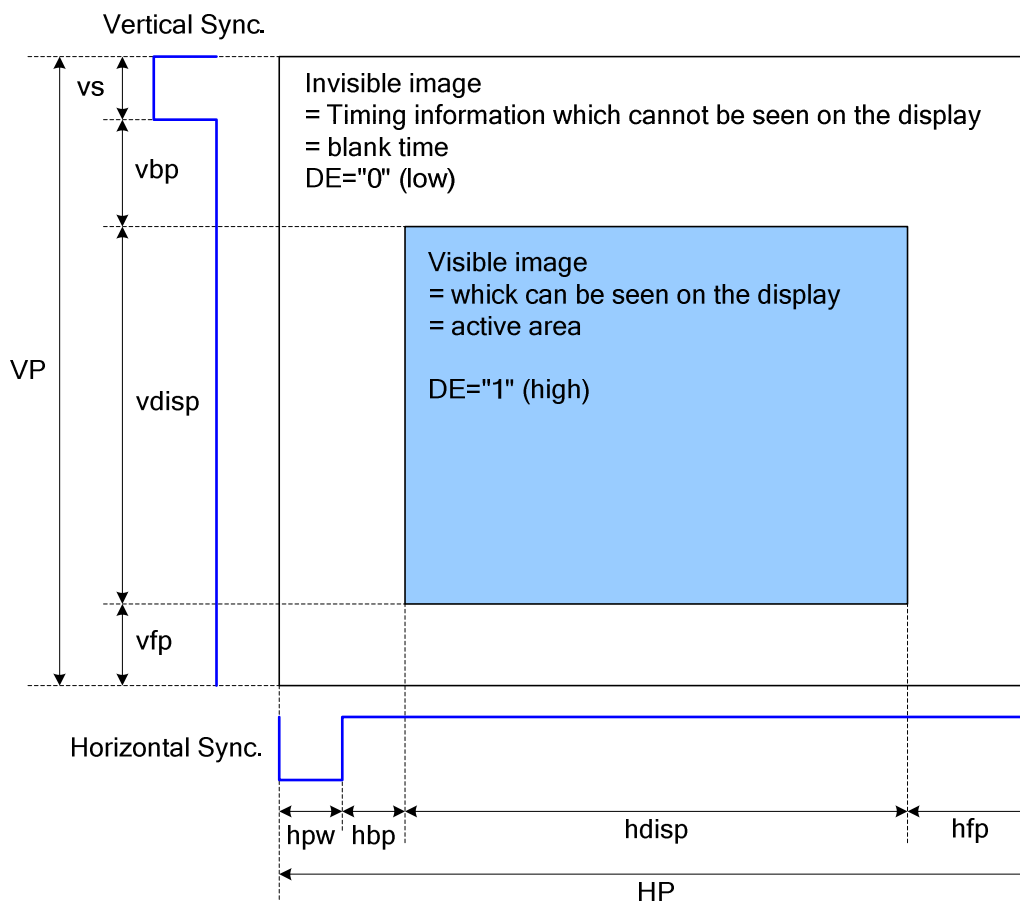 Vertical Sync.
vs
Invisible image
= Timing information which cannot be seen on the display
= blank time
DE="0" (low)
vbp
Visible image
= whick can be seen on the display
= active area
DE="1" (high)
VP
vdisp
vfp
Horizontal Sync.
hpw
hbp
hdisp
hfp
HP